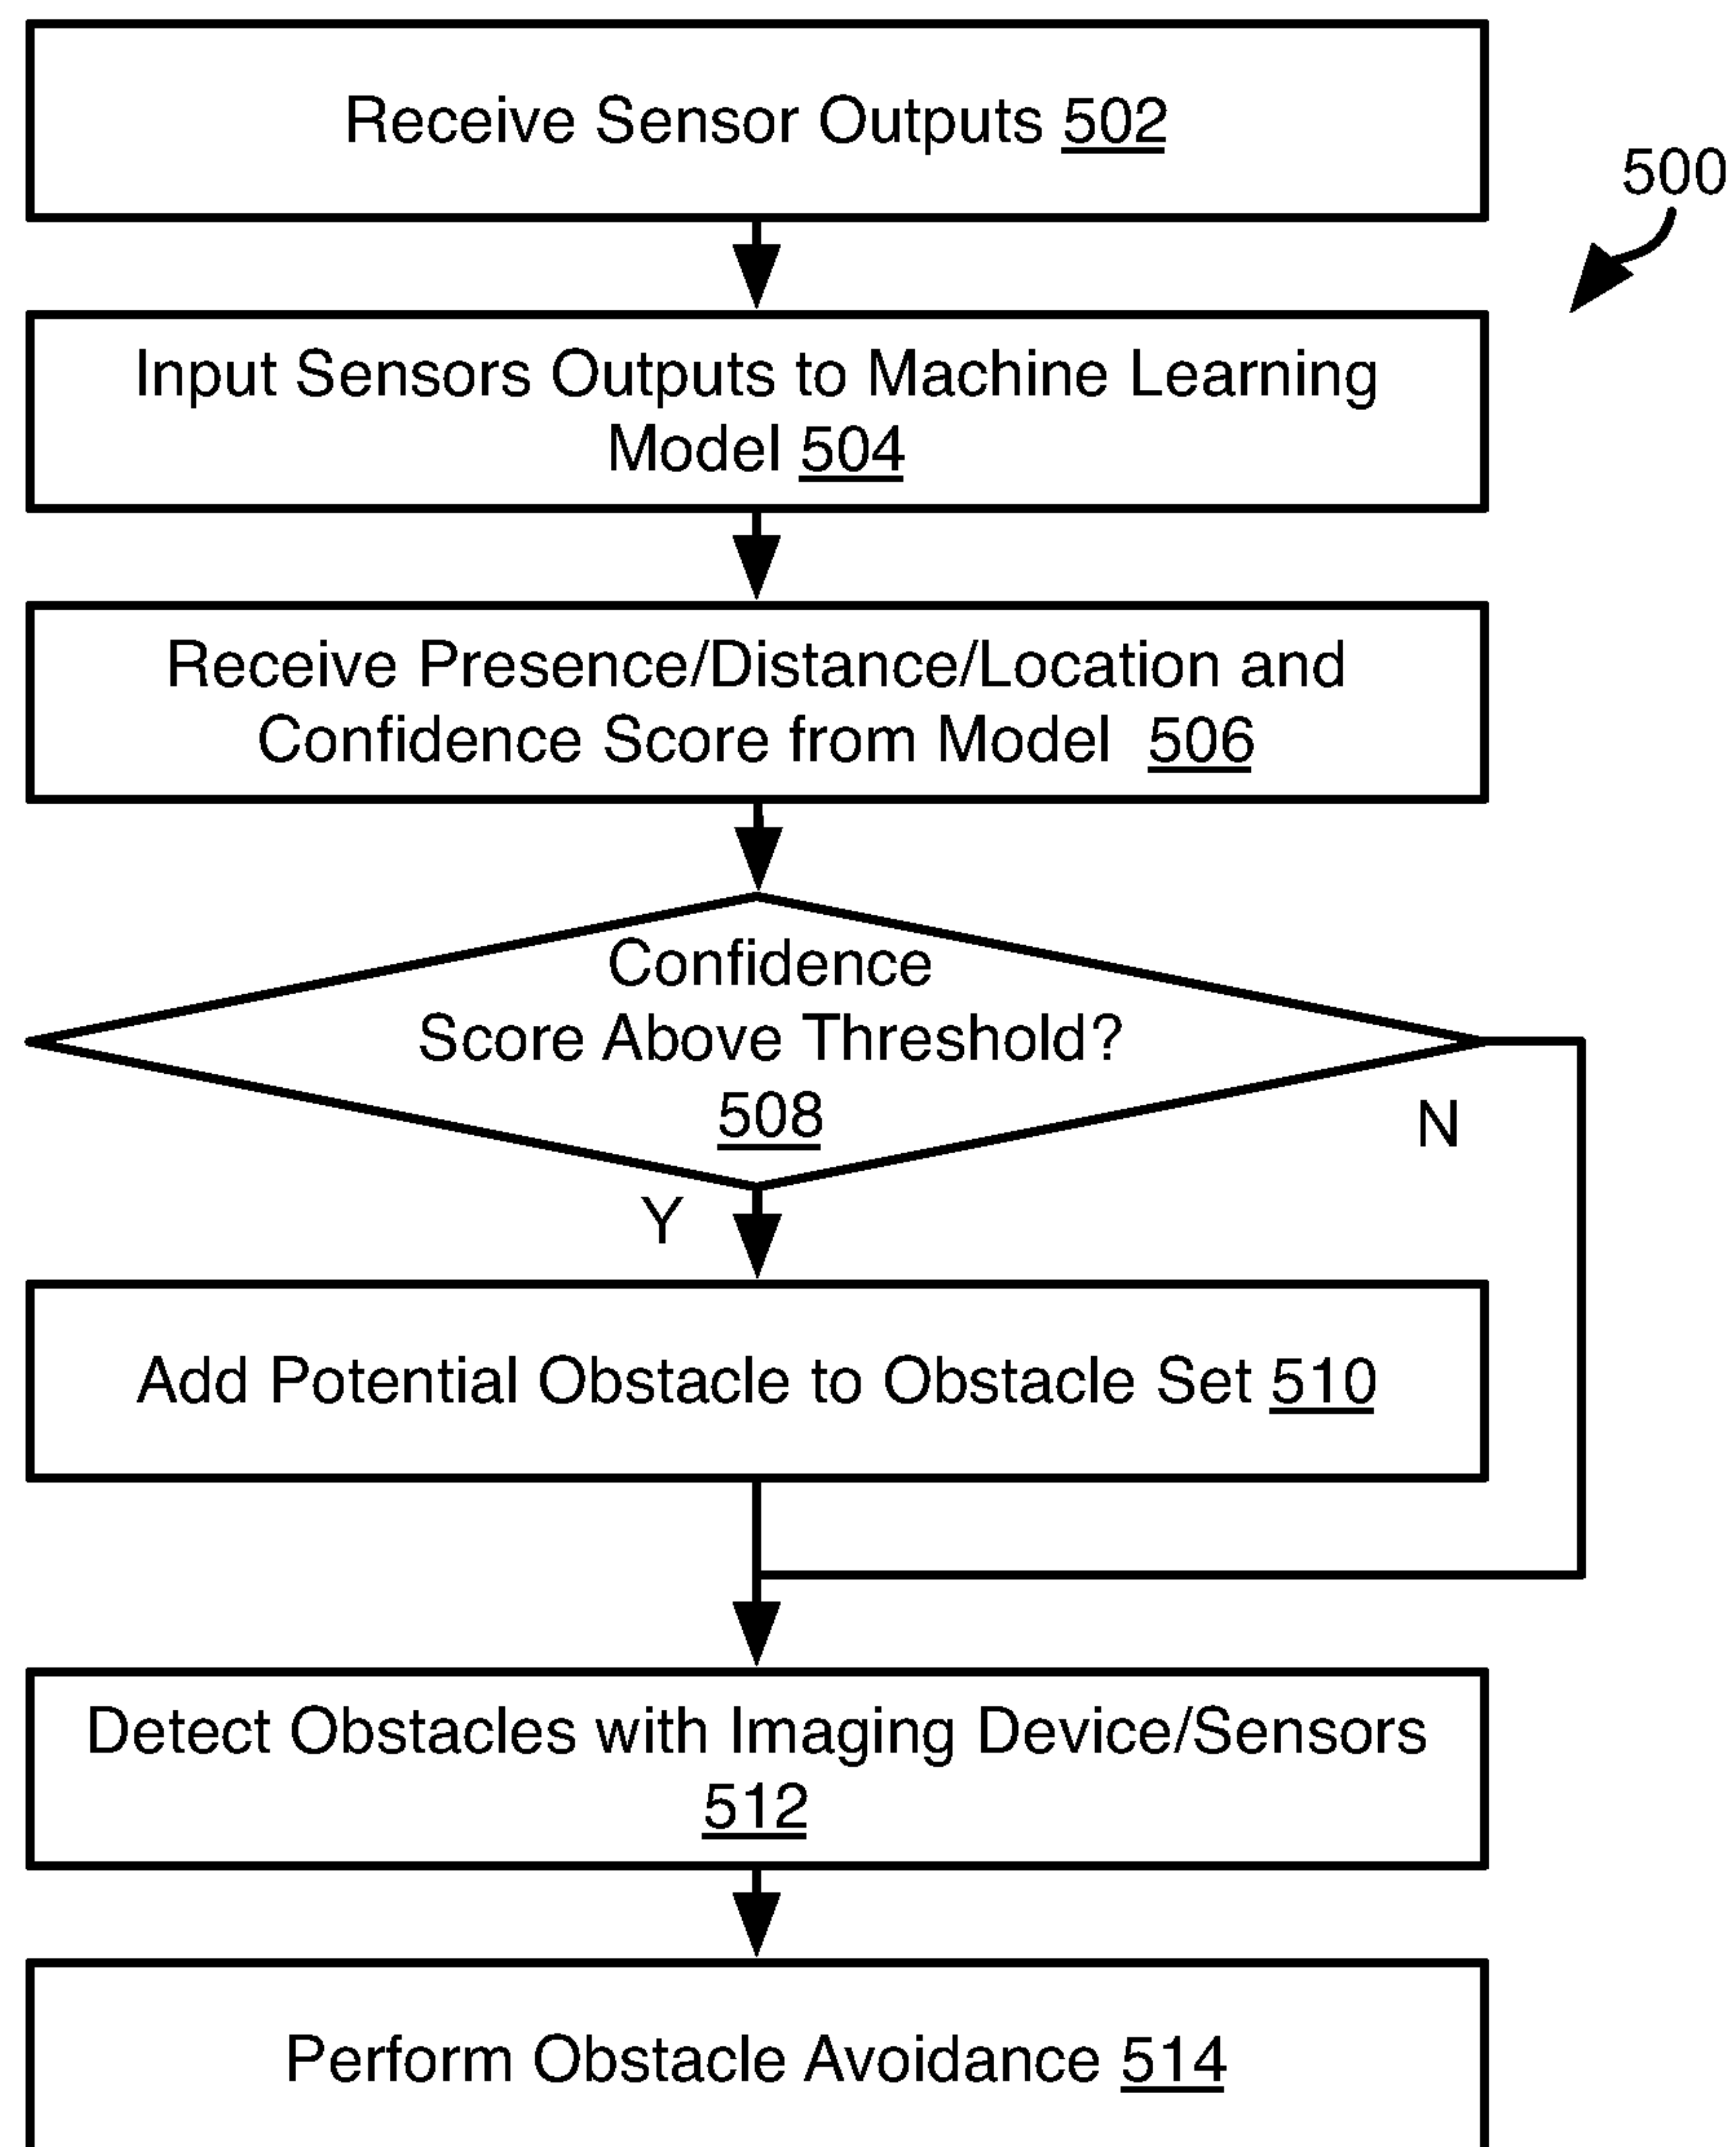 Receive Sensor Outputs 502
500
Input Sensors Outputs to Machine Learning
Model 504
Receive Presence/Distance/Location and
Confidence Score from Model 506
Confidence
Score Above Threshold?
508
N
Y
Add Potential Obstacle to Obstacle Set 510
Detect Obstacles with Imaging Device/Sensors
512
Perform Obstacle Avoidance 514